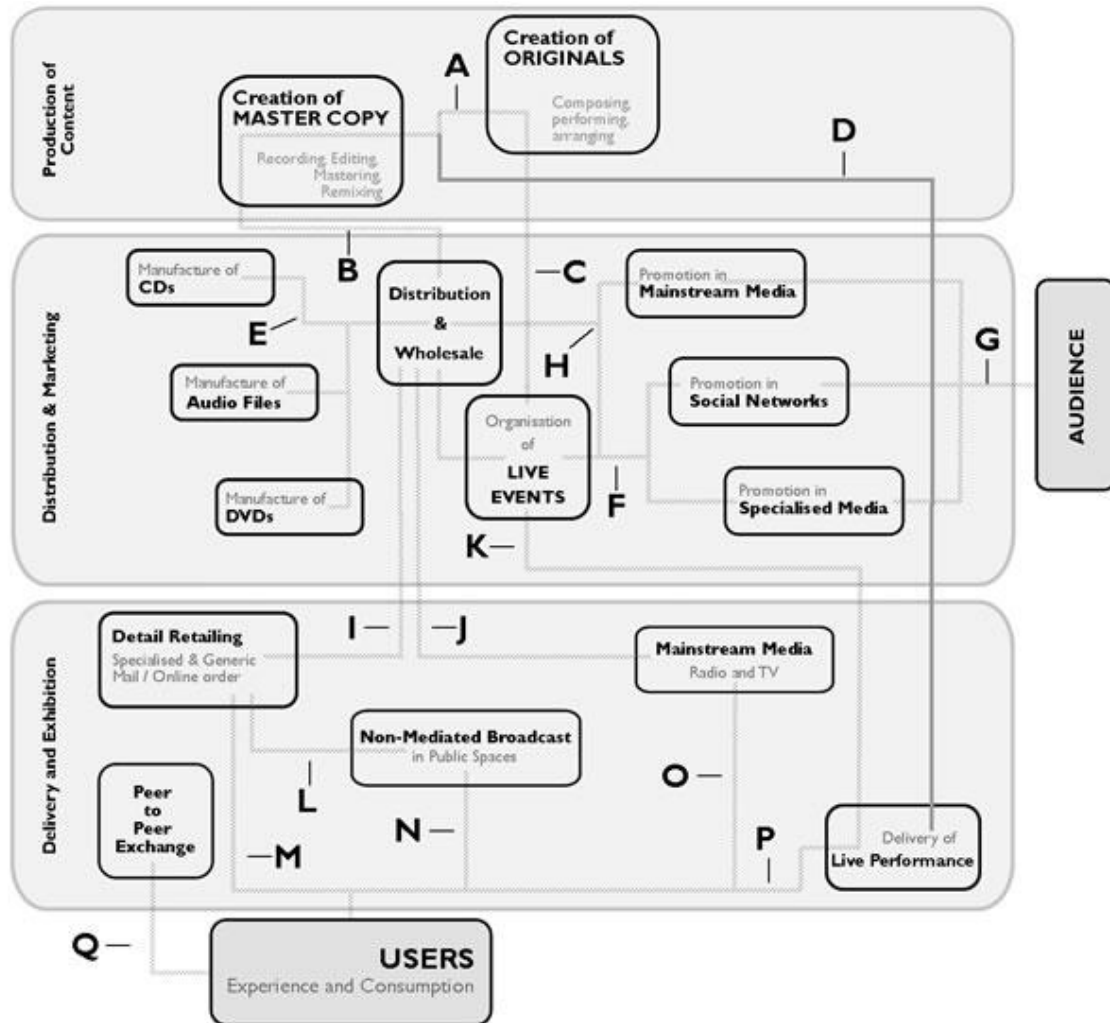 Production of
Content
Creation of
ORIGINALS
Composing,
performing,
arranging
A
Creation of
MASTER COPY
Recording, Editing,
Mastering,
Remixing
D
Distribution & Marketing
B
C
Manufacture of
CDs
Distribution
&
Wholesale
Promotion in
Mainstream Media
E
H
G
AUDIENCE
Manufacture of
Audio Files
Promotion in
Social Networks
Organisation
of
LIVE
EVENTS
Manufacture of
DVDs
F
Promotion in
Specialised Media
K
Delivery and Exhibition
Detail Retailing
Specialised & Generic
Mail / Online order
I
J
Mainstream Media
Radio and TV
Non-Mediated Broadcast
in Public Spaces
Peer
to
Peer
Exchange
L
M
N
O
P
Delivery of
Live Performance
Q
USERS
Experience and Consumption